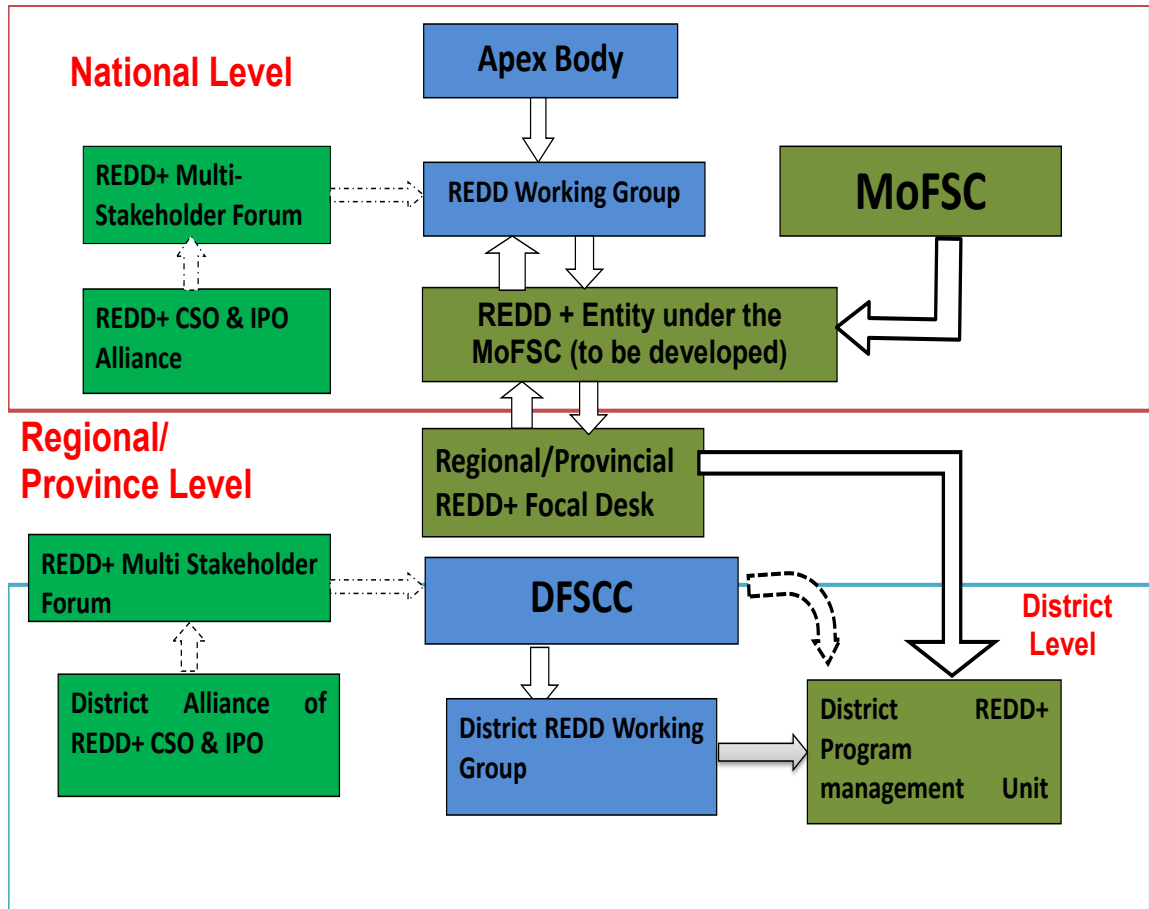 National Level
Apex Body
REDD+ Multi-
Stakeholder Forum
REDD Working Group
MoFSC
REDD+ CSO & IPO
Alliance
REDD + Entity under the
MoFSC (to be developed)
Regional/
Province Level
Regional/Provincial
REDD+ Focal Desk
REDD+ Multi Stakeholder
Forum
DFSCC
District
Level
District Alliance of
REDD+ CSO & IPO
District REDD Working
Group
District REDD+
Program
management Unit